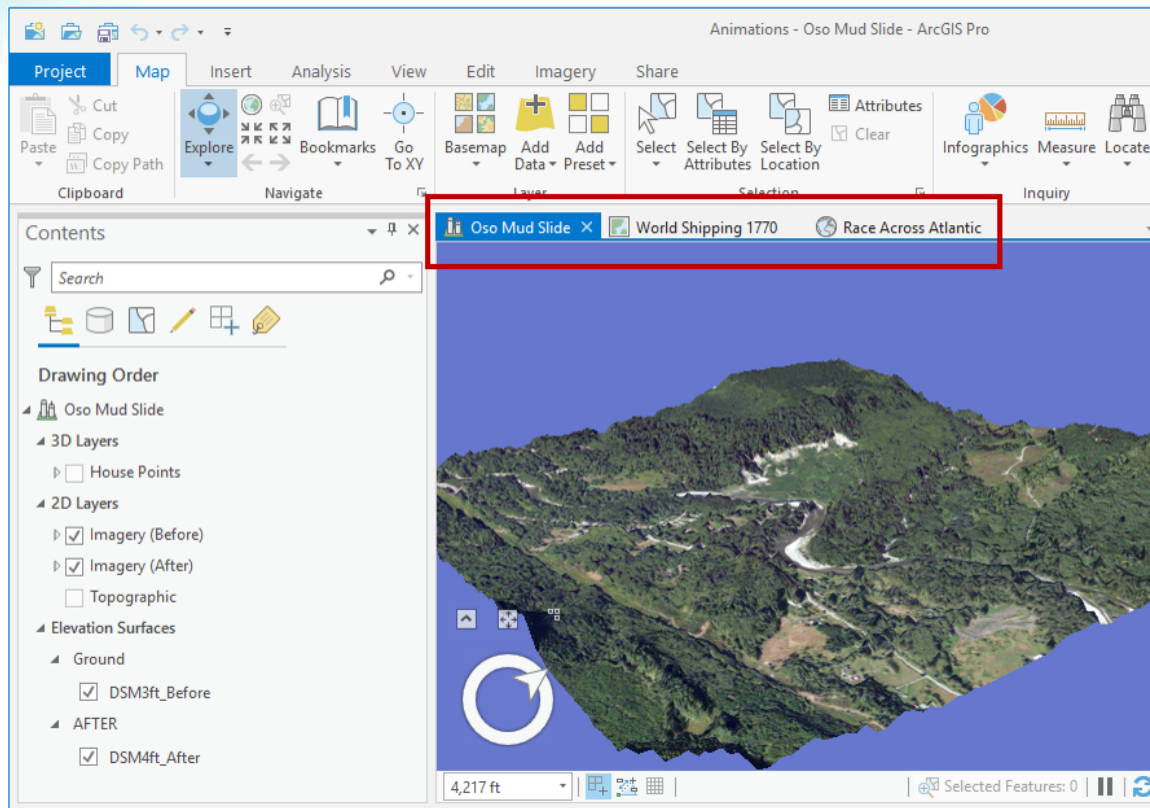 Animations - Oso Mud Slide - ArcGIS Pro
Project Map Insert Analysis View Edit Imagery Share
Paste
Cut
Copy
Copy Path
Clipboard
Explore
Bookmarks
Go
To XY
Navigate
Basemap
Add
Data
Add
Preset
Layer
Select
Select By
Attributes
Select By
Location
Attributes
Clear
Selection
Infographics
Measure
Locate
Inquiry
Contents
Search
Drawing Order
Oso Mud Slide
3D Layers
House Points
2D Layers
Imagery (Before)
Imagery (After)
Topographic
Elevation Surfaces
Ground
DSM3ft_Before
AFTER
DSM4ft_After
Oso Mud Slide World Shipping 1770 Race Across Atlantic
4,217 ft
Selected Features: 0